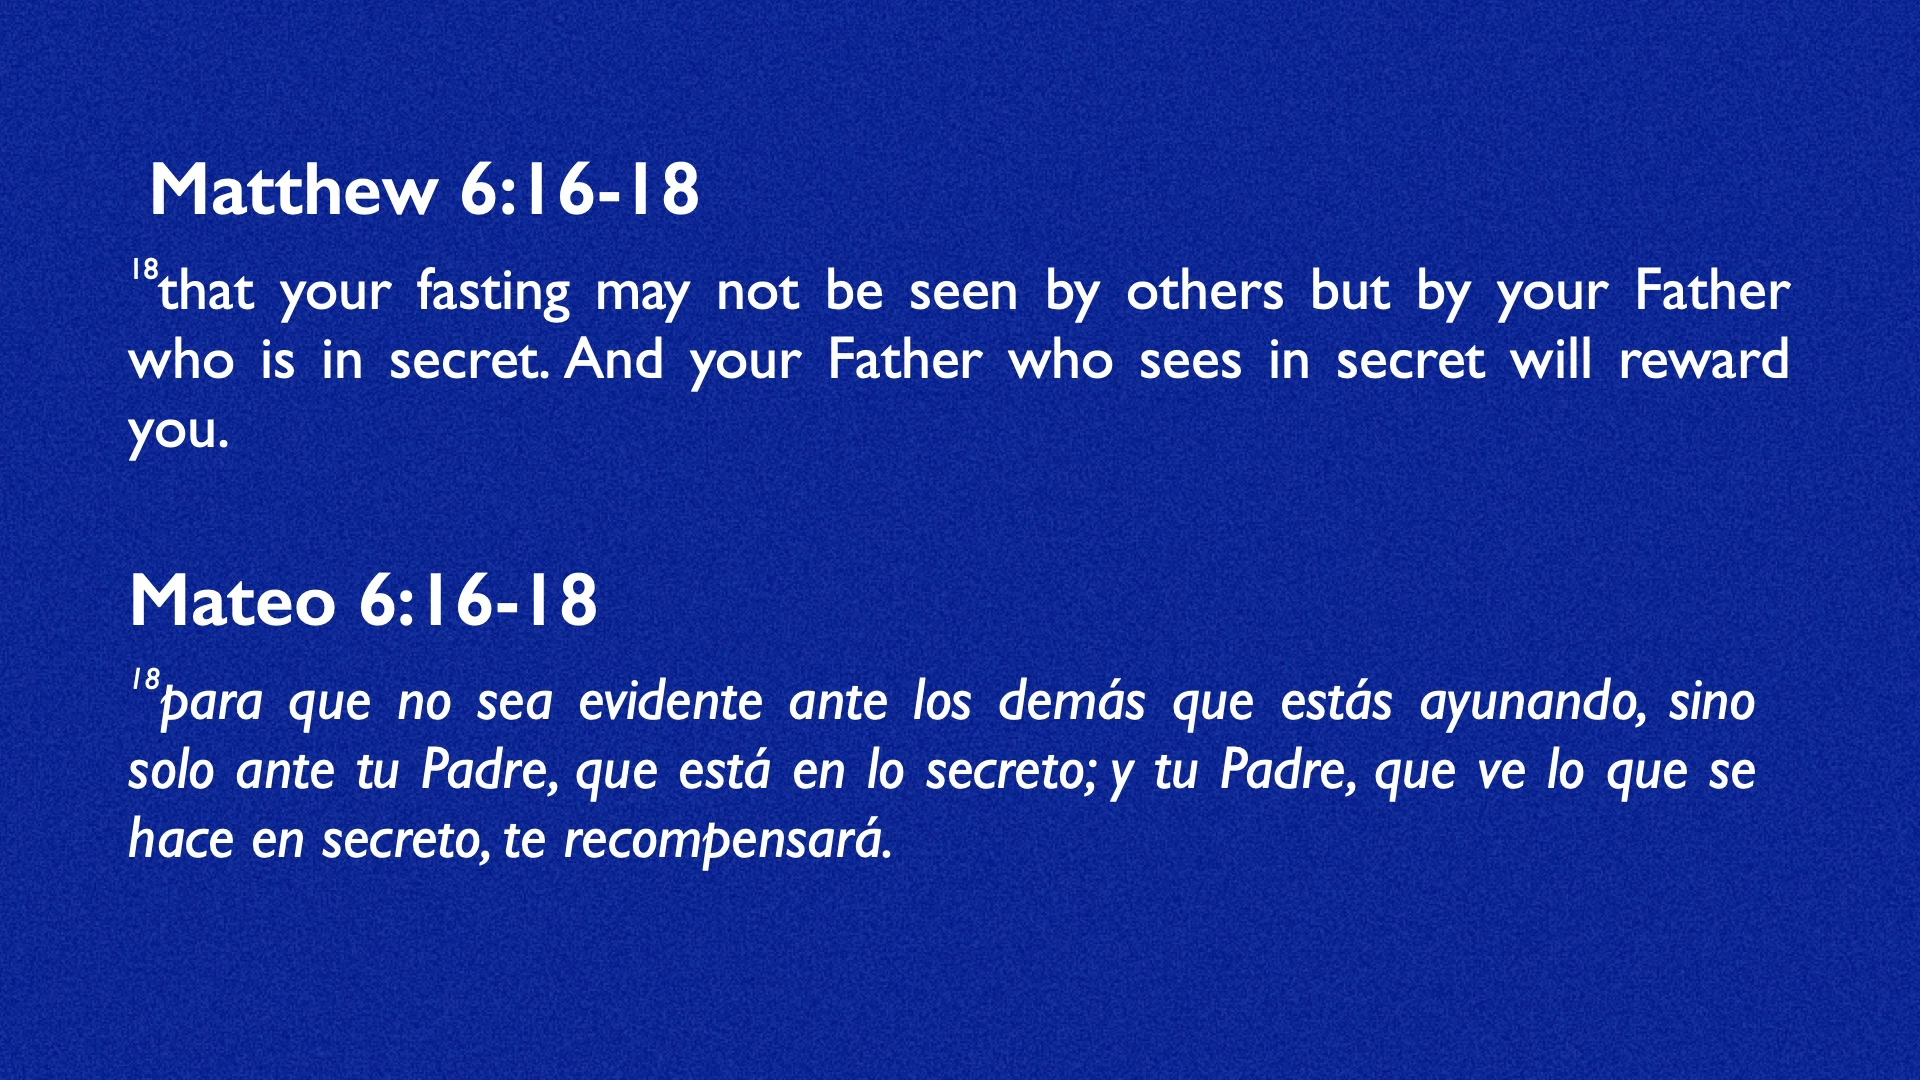 Matthew 6:16-18
18that your fasting may not be seen by others but by your Father
who is in secret. And your Father who sees in secret will reward
you.
Mateo 6:16-18
18para que no sea evidente ante los demás que estás ayunando, sino
solo ante tu Padre, que está en lo secreto; y tu Padre, que ve lo que se
hace en secreto, te recompensará.